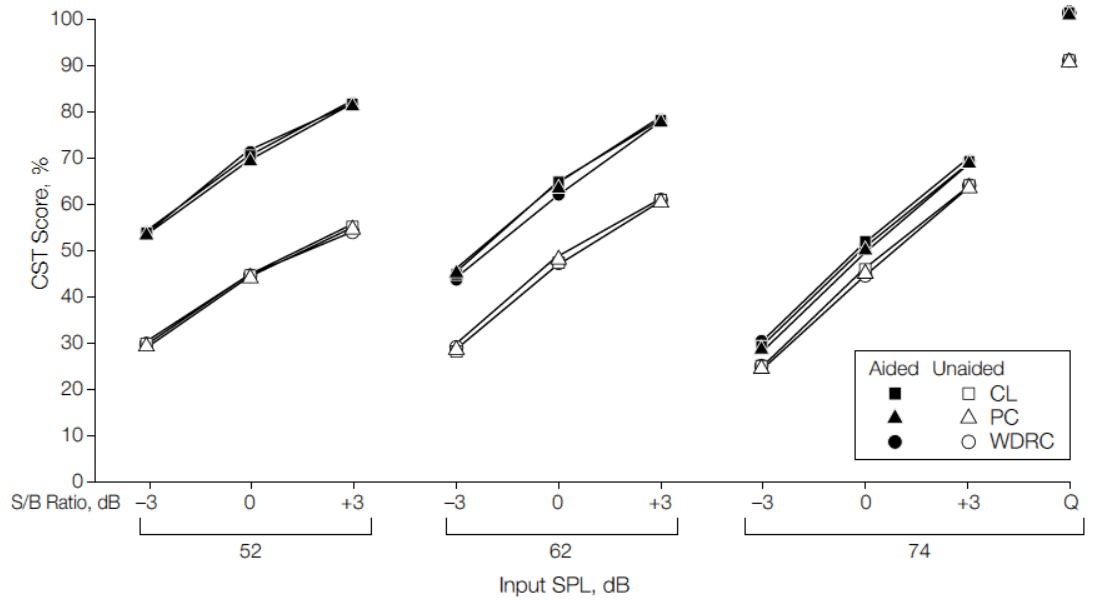 100
90
80
70
60
50
40
30
20
10
0
CST Score, %
Aided Unaided
CL
PC
WDRC
S/B Ratio, dB −3 0 +3 −3 0 +3 −3 0 +3 Q
52 62 74
Input SPL, dB